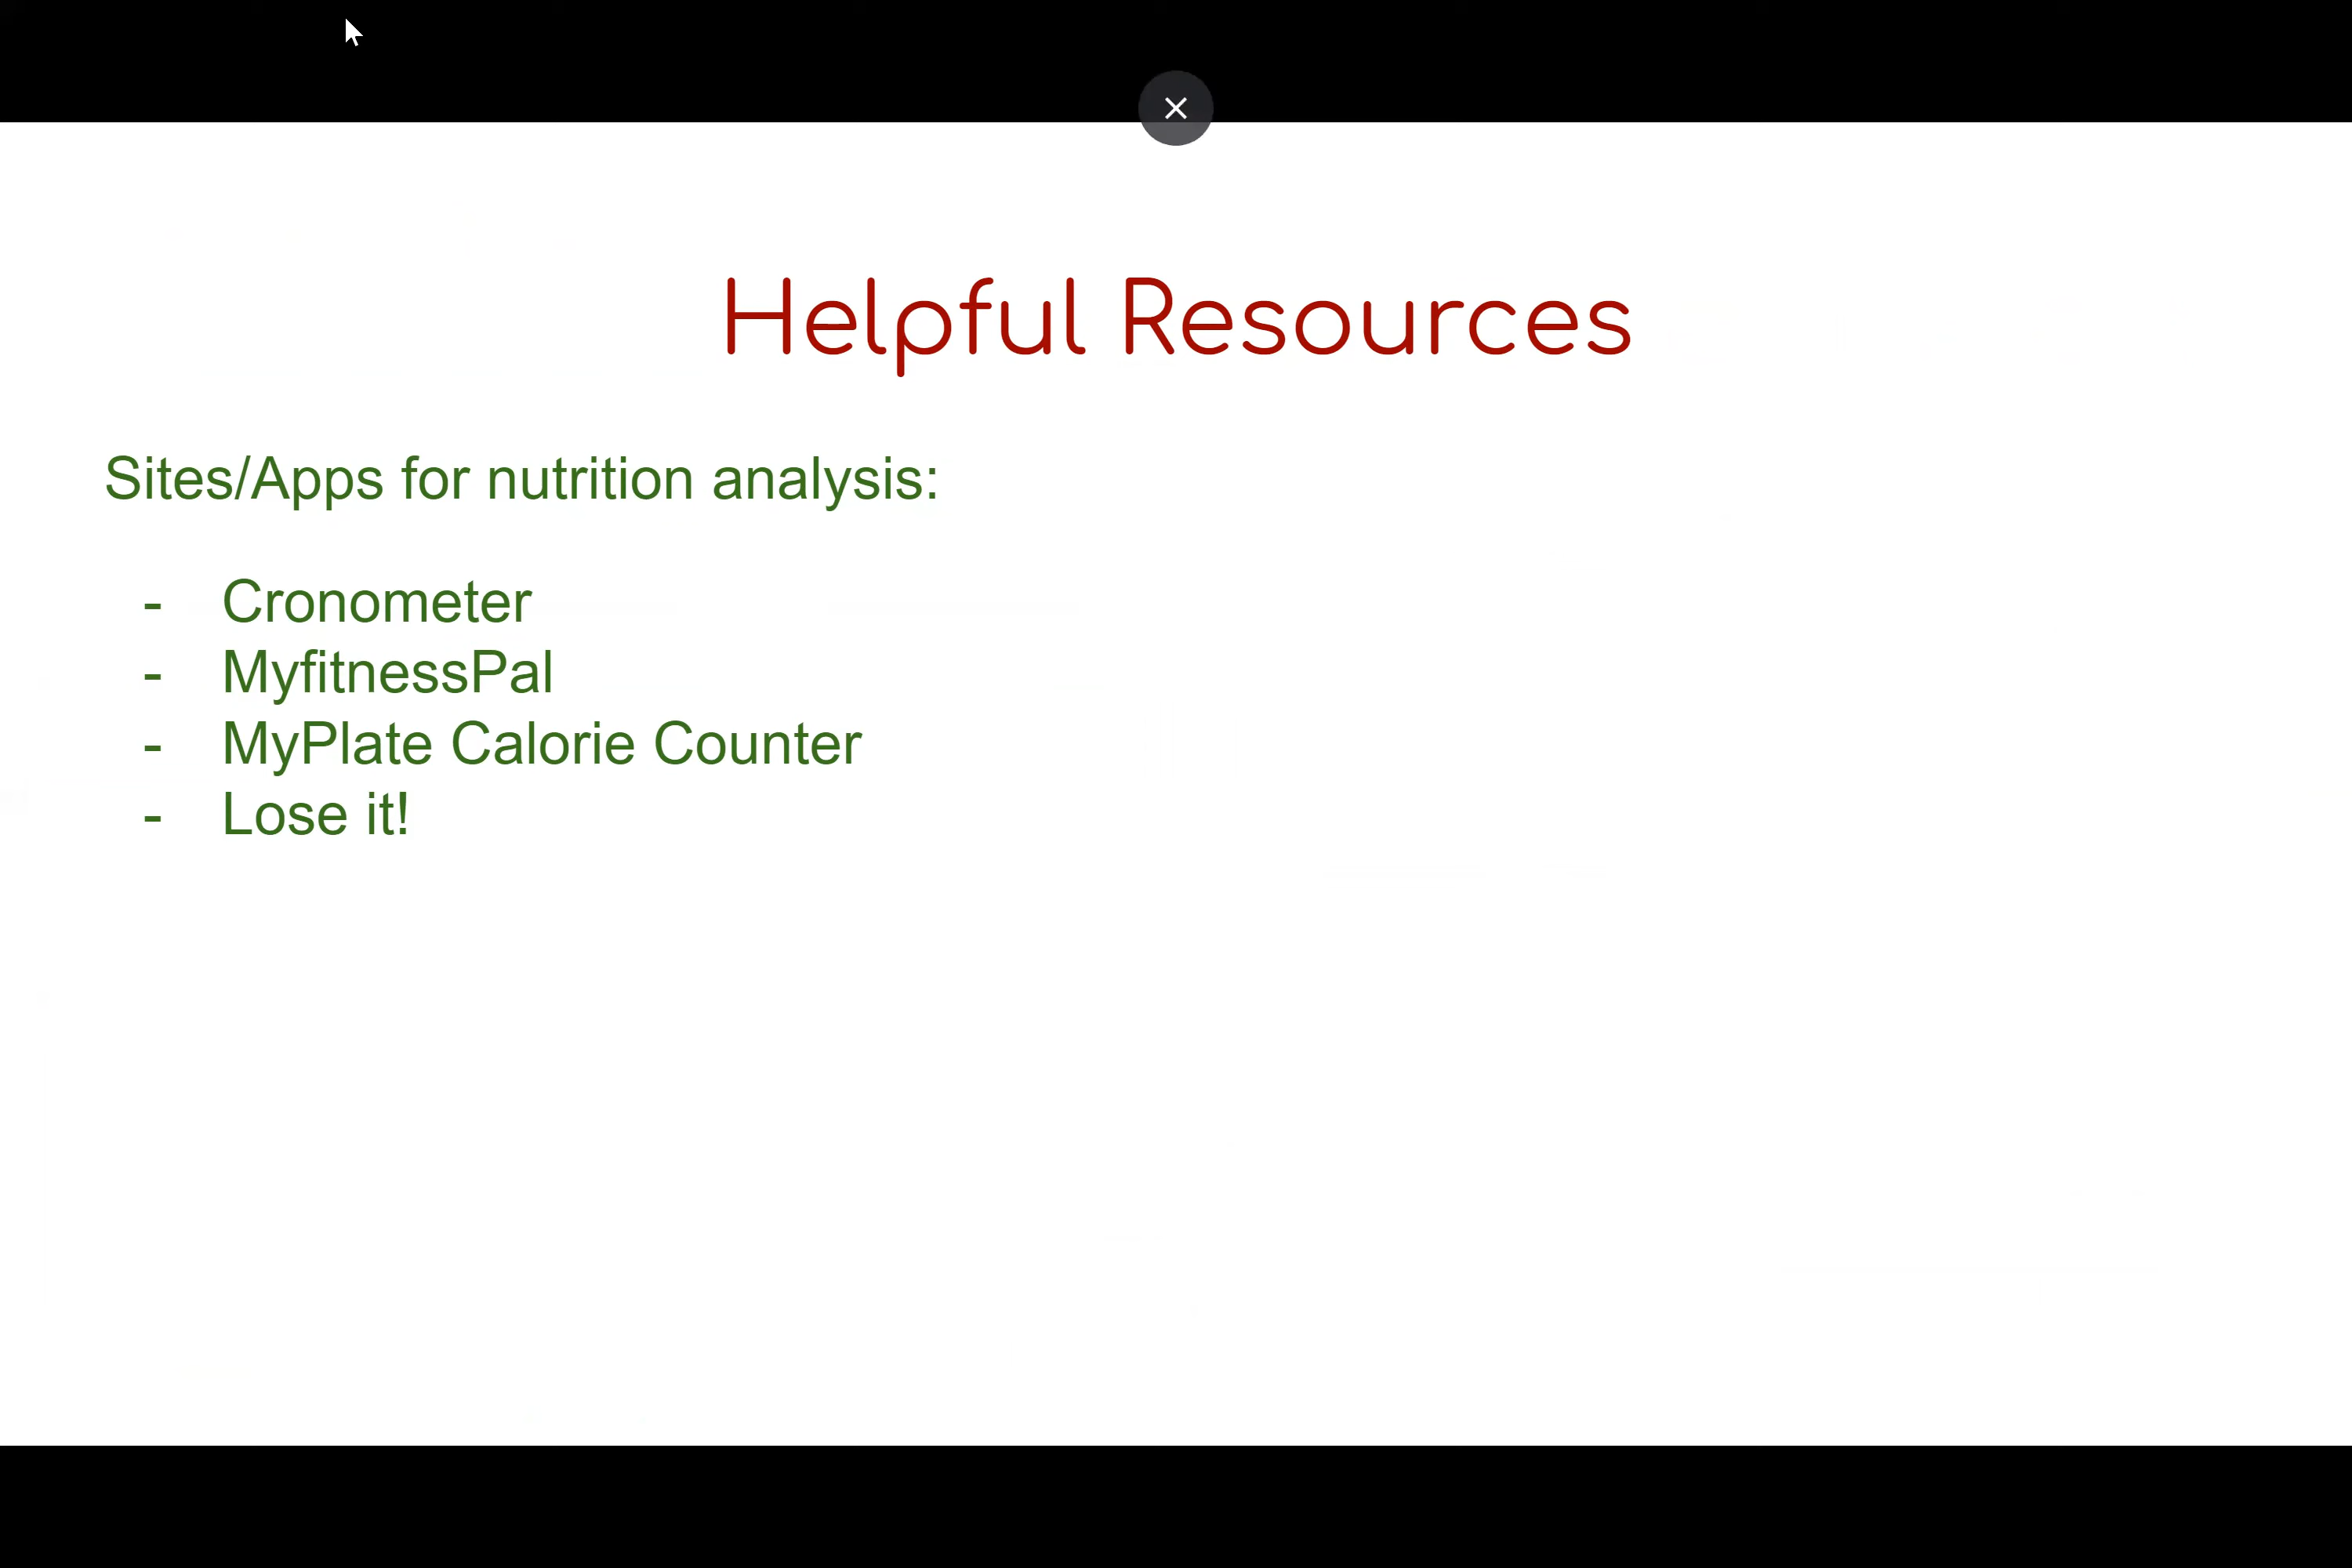 Helpful Resources
Sites/Apps for nutrition analysis:
- Cronometer
- MyfitnessPal
- MyPlate Calorie Counter
- Lose it!